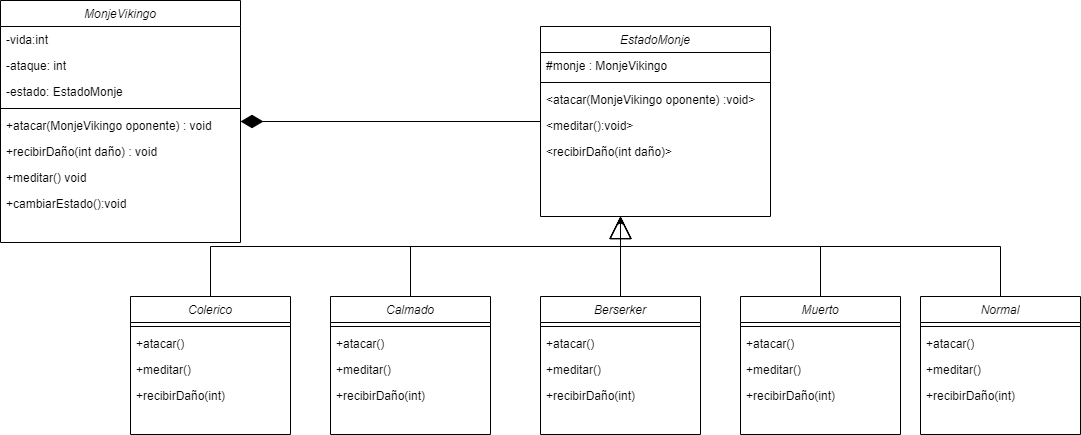 MonjeVikingo
-vida:int
-ataque: int
-estado: EstadoMonje
+atacar(MonjeVikingo oponente) : void
+recibirDaño(int daño) : void
+meditar() void
+cambiarEstado():void
EstadoMonje
#monje : MonjeVikingo
<atacar(MonjeVikingo oponente) :void>
<meditar():void>
<recibirDaño(int daño)>
Colerico
+atacar()
+meditar()
+recibirDaño(int)
Calmado
+atacar()
+meditar()
+recibirDaño(int)
Berserker
+atacar()
+meditar()
+recibirDaño(int)
Muerto
+atacar()
+meditar()
+recibirDaño(int)
Normal
+atacar()
+meditar()
+recibirDaño(int)